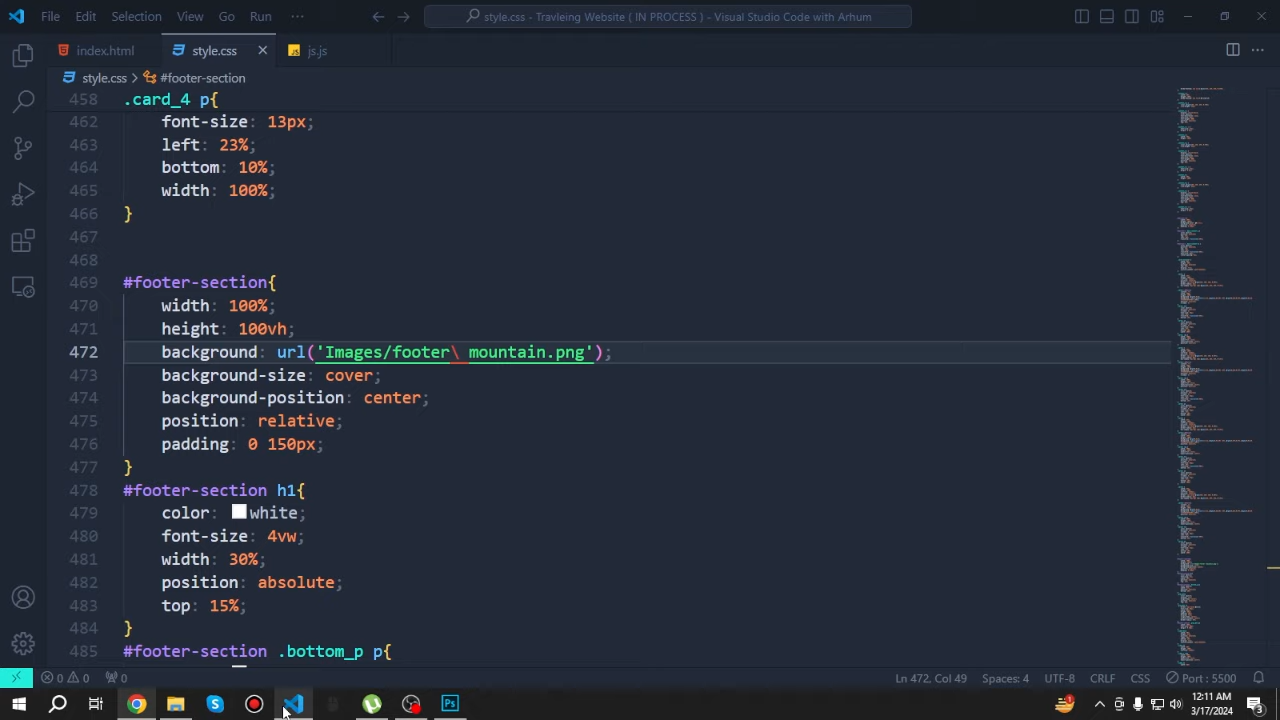 File Edit Selection View Go Run ··· style.css - Travleing Website ( IN PROCESS ) - Visual Studio Code with Arhum
index.html style.css js.js
style.css > #footer-section
458 .card_4 p{
462 font-size: 13px;
463 left: 23%;
464 bottom: 10%;
465 width: 100%;
466 }
467
468
469 #footer-section{
470 width: 100%;
471 height: 100vh;
472 background: url('Images/footer\ mountain.png');
473 background-size: cover;
474 background-position: center;
475 position: relative;
476 padding: 0 150px;
477 }
478 #footer-section h1{
479 color: white;
480 font-size: 4vw;
481 width: 30%;
482 position: absolute;
483 top: 15%;
484 }
485 #footer-section .bottom_p p{
0 0 0 Ln 472, Col 49 Spaces: 4 UTF-8 CRLF CSS Port : 5500
Ps 1 12:11 AM
3/17/2024